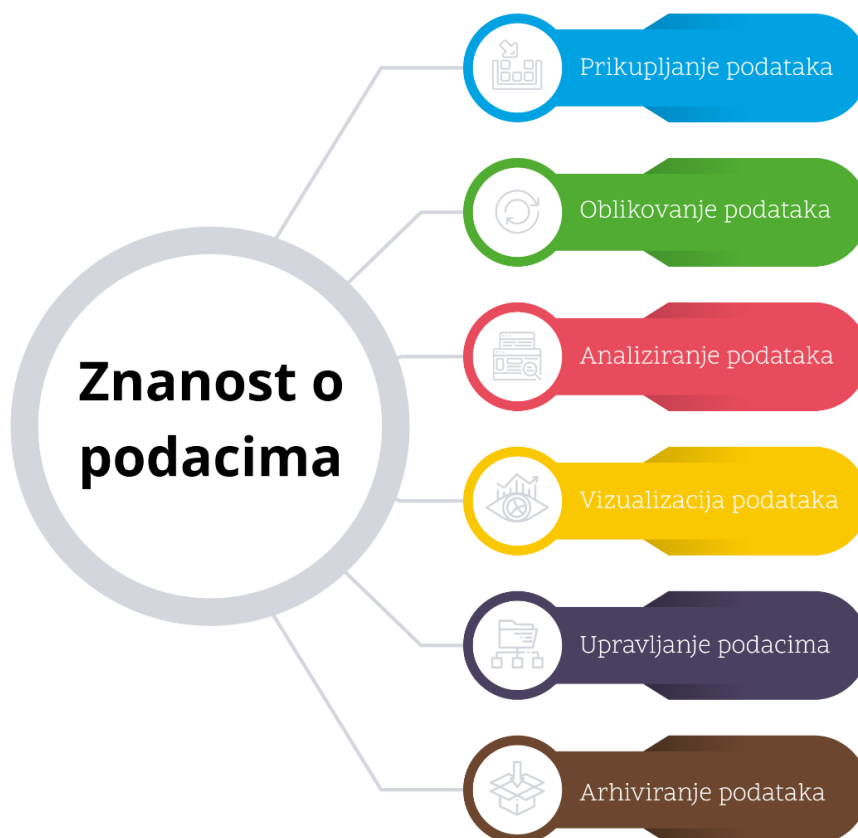 Znanost o
podacima
Prikupljanje podataka
Oblikovanje podataka
Analiziranje podataka
Vizualizacija podataka
Upravljanje podacima
Arhiviranje podataka